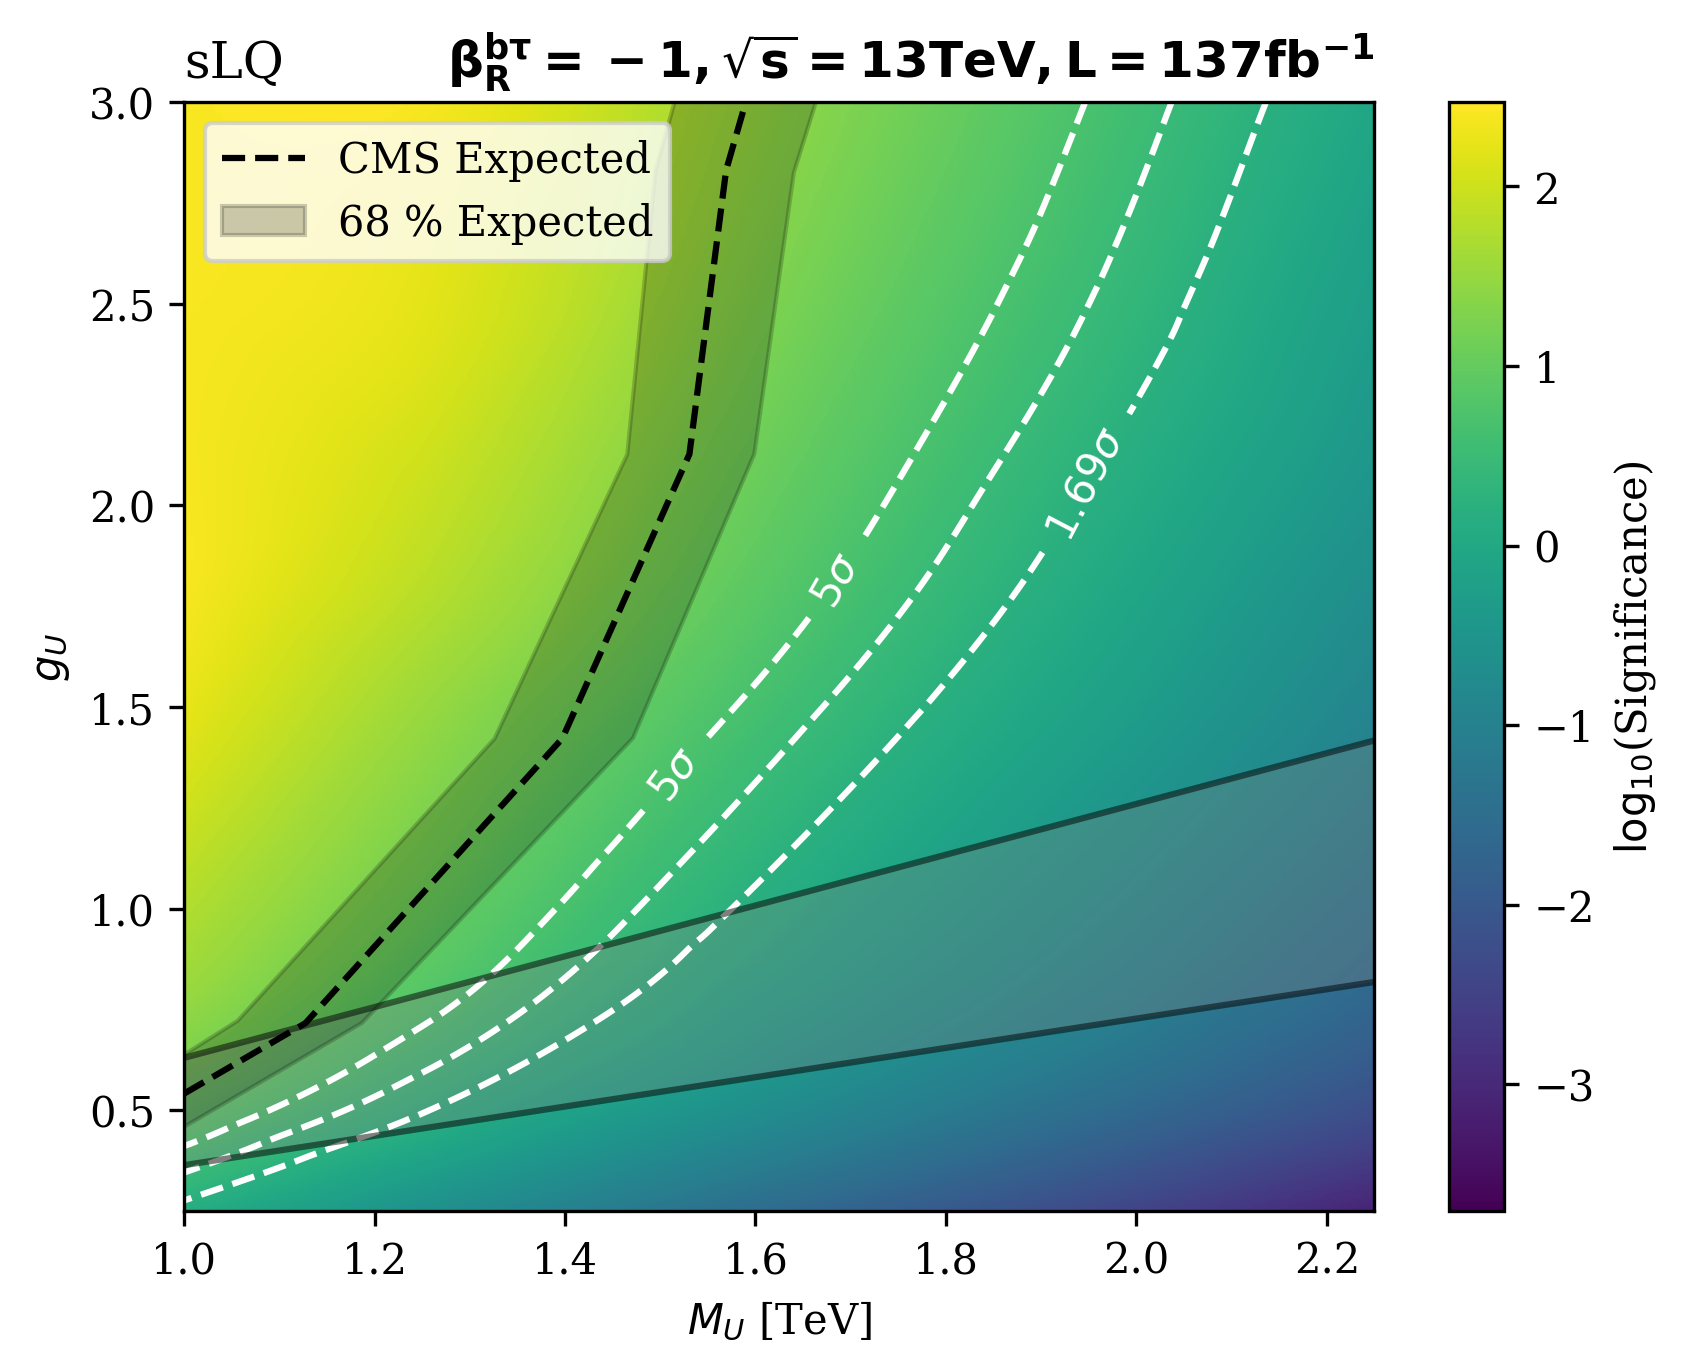 sLQ
β_R^{bτ} = −1, √s = 13TeV, L = 137fb⁻¹
CMS Expected
68 % Expected
3.0
2.5
2.0
1.5
1.0
0.5
g_U
5σ
5σ
1.69σ
1.0 1.2 1.4 1.6 1.8 2.0 2.2
M_U [TeV]
2
1
0
−1
−2
−3
log₁₀(Significance)